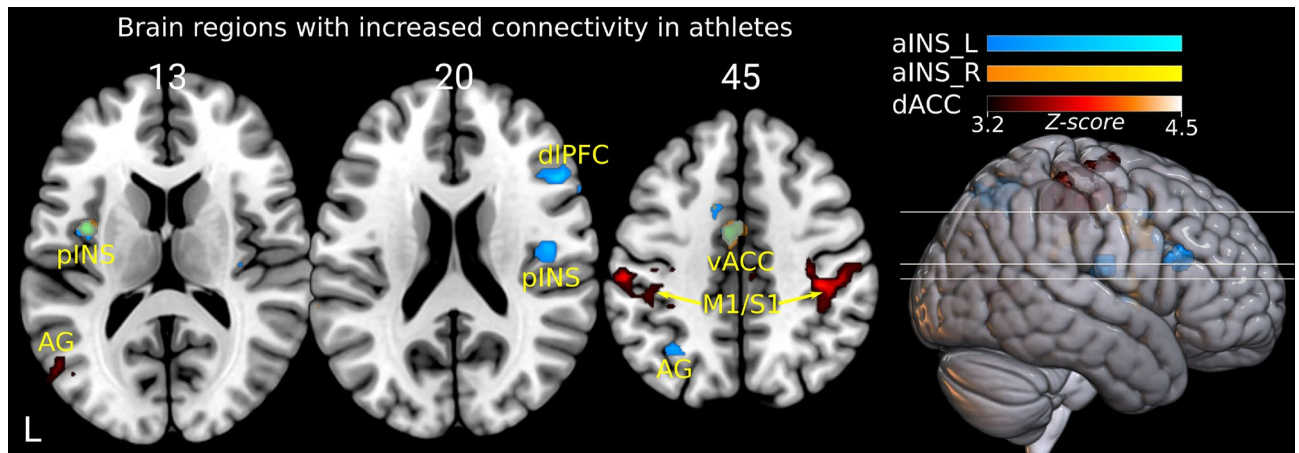 Brain regions with increased connectivity in athletes
13
20
45
aINS_L
aINS_R
dACC
3.2
Z-score
4.5
dlPFC
pINS
pINS
vACC
M1/S1
AG
AG
L